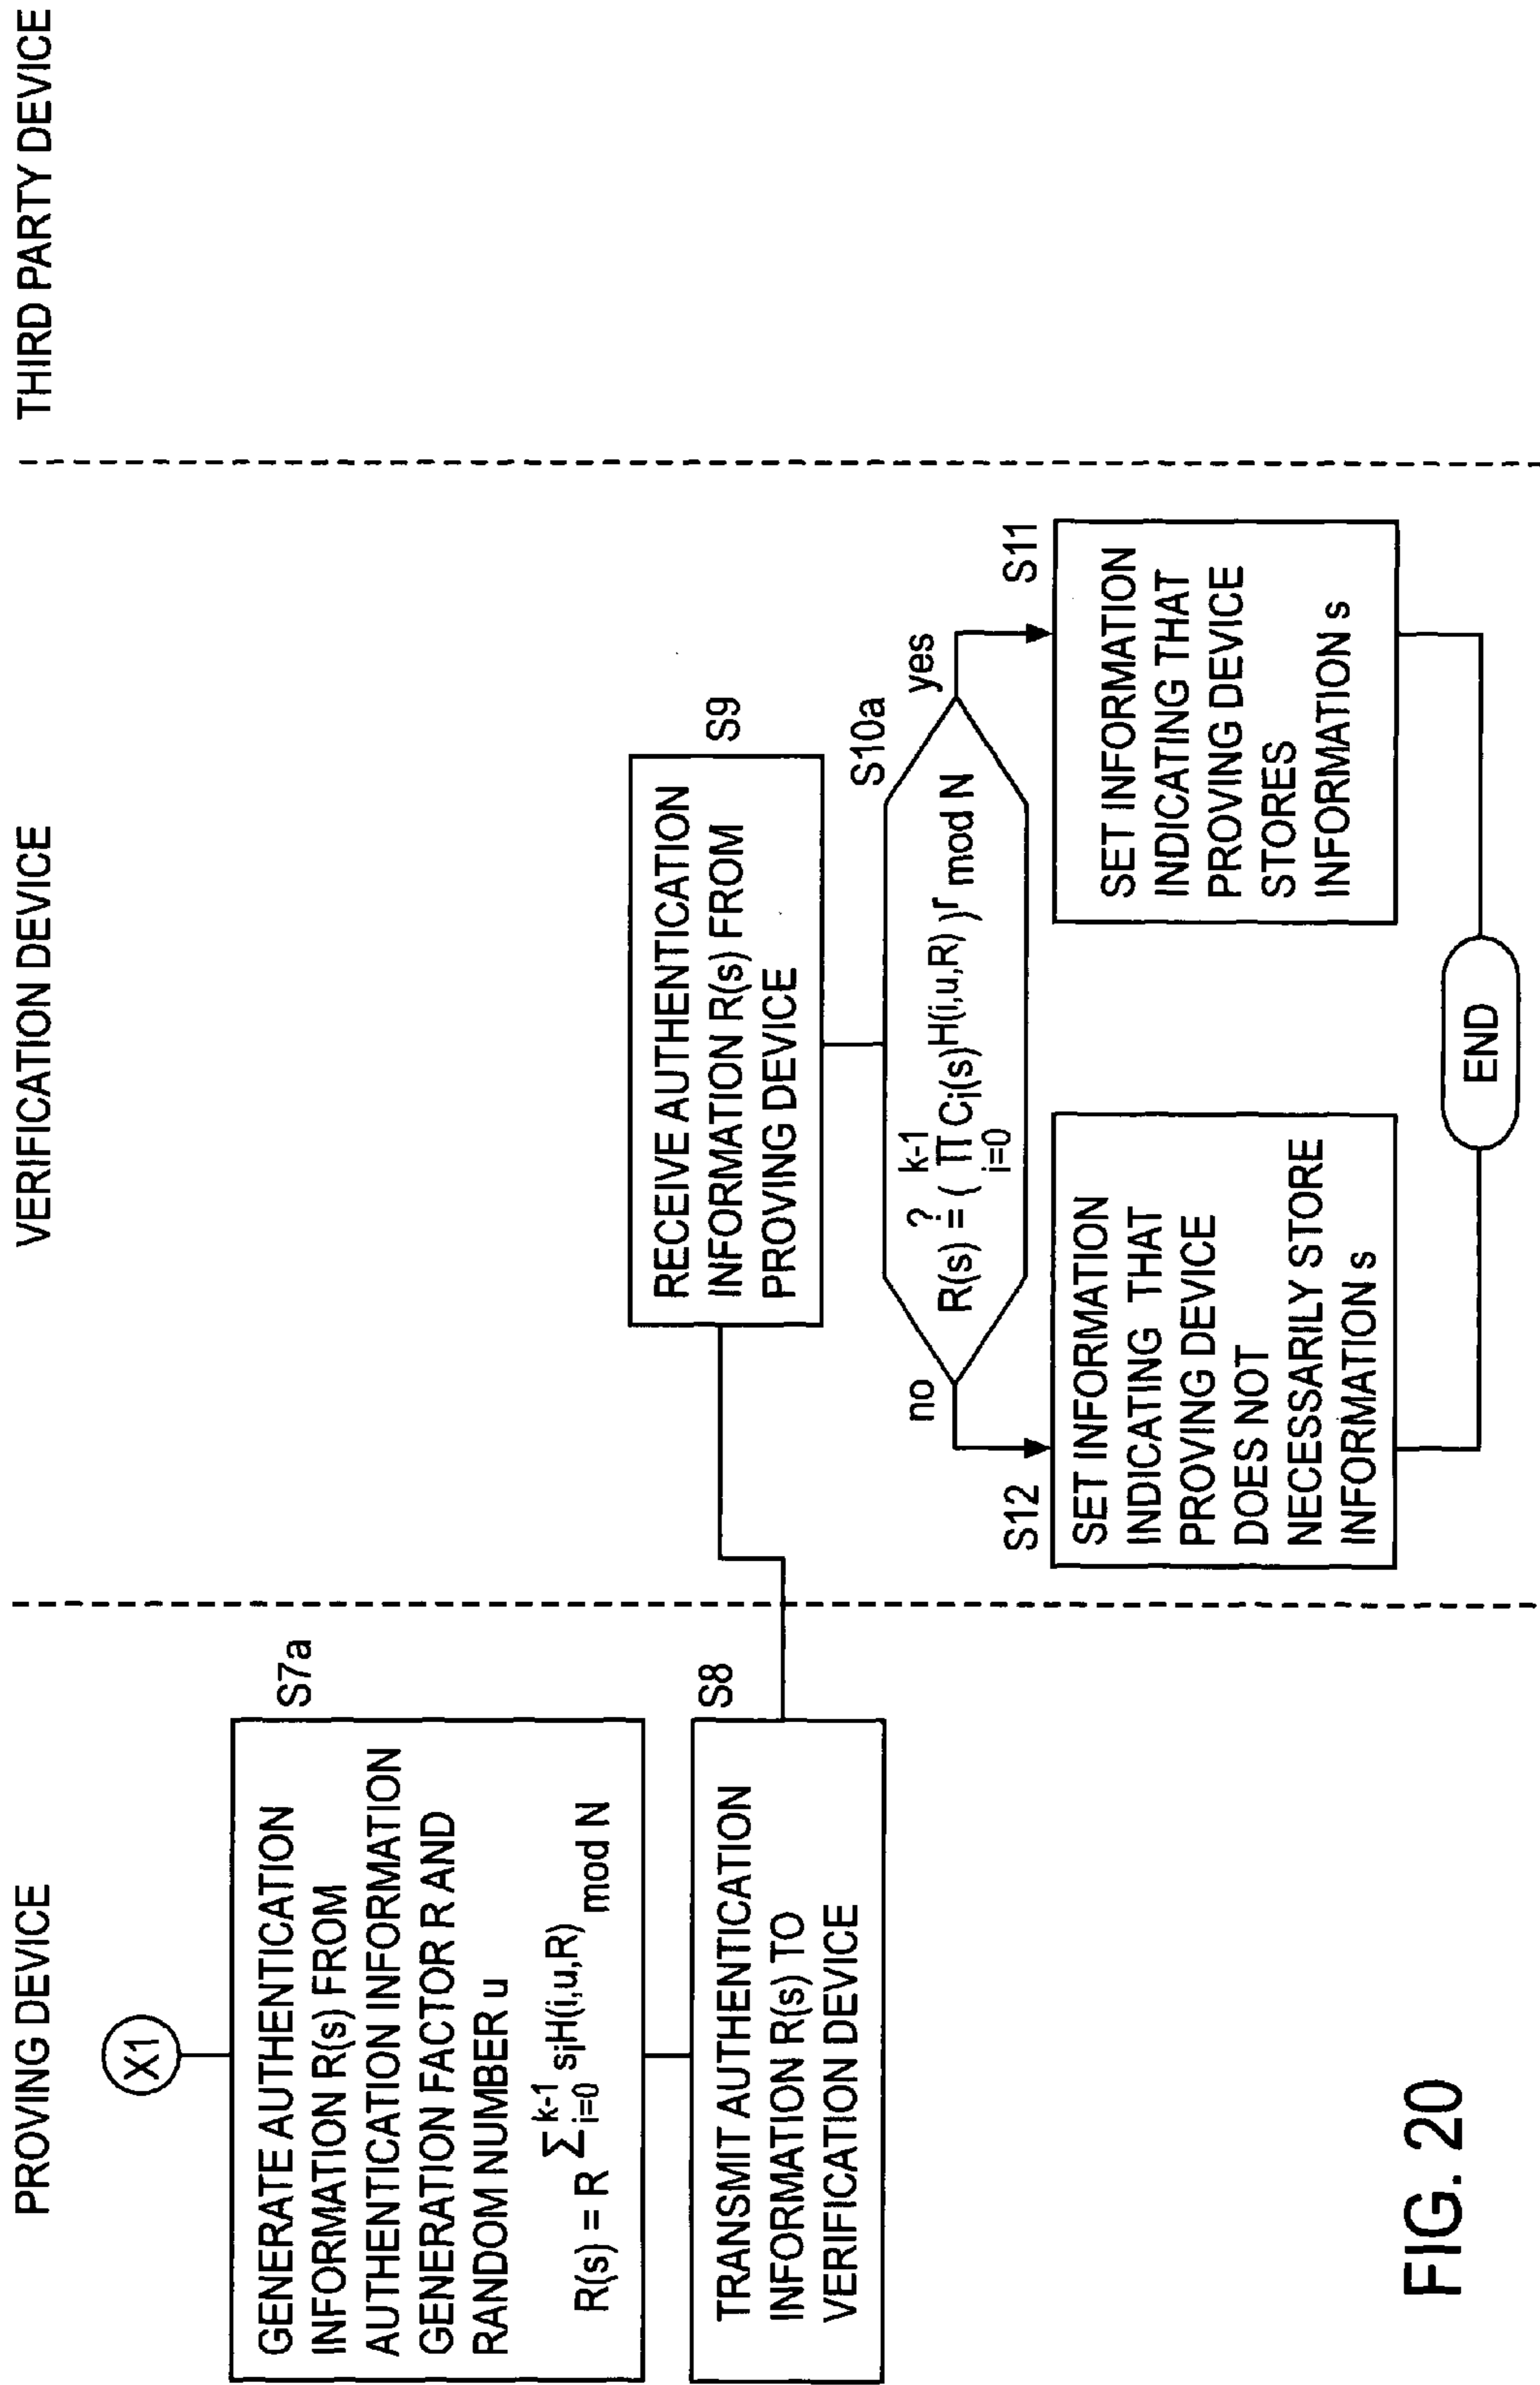 PROVING DEVICE
VERIFICATION DEVICE
THIRD PARTY DEVICE
X1
S7a
GENERATE AUTHENTICATION
INFORMATION R(s) FROM
AUTHENTICATION INFORMATION
GENERATION FACTOR R AND
RANDOM NUMBER u
R(s) = R^{Σ_{i=0}^{k-1} s_i H(i,u,R)} mod N
S8
TRANSMIT AUTHENTICATION
INFORMATION R(s) TO
VERIFICATION DEVICE
S9
RECEIVE AUTHENTICATION
INFORMATION R(s) FROM
PROVING DEVICE
S10a
R(s) ?= ( Π_{i=0}^{k-1} C_i(s)^{H(i,u,R)} )^r mod N
no
yes
S12
SET INFORMATION
INDICATING THAT
PROVING DEVICE
DOES NOT
NECESSARILY STORE
INFORMATION s
S11
SET INFORMATION
INDICATING THAT
PROVING DEVICE
STORES
INFORMATION s
END
FIG. 20